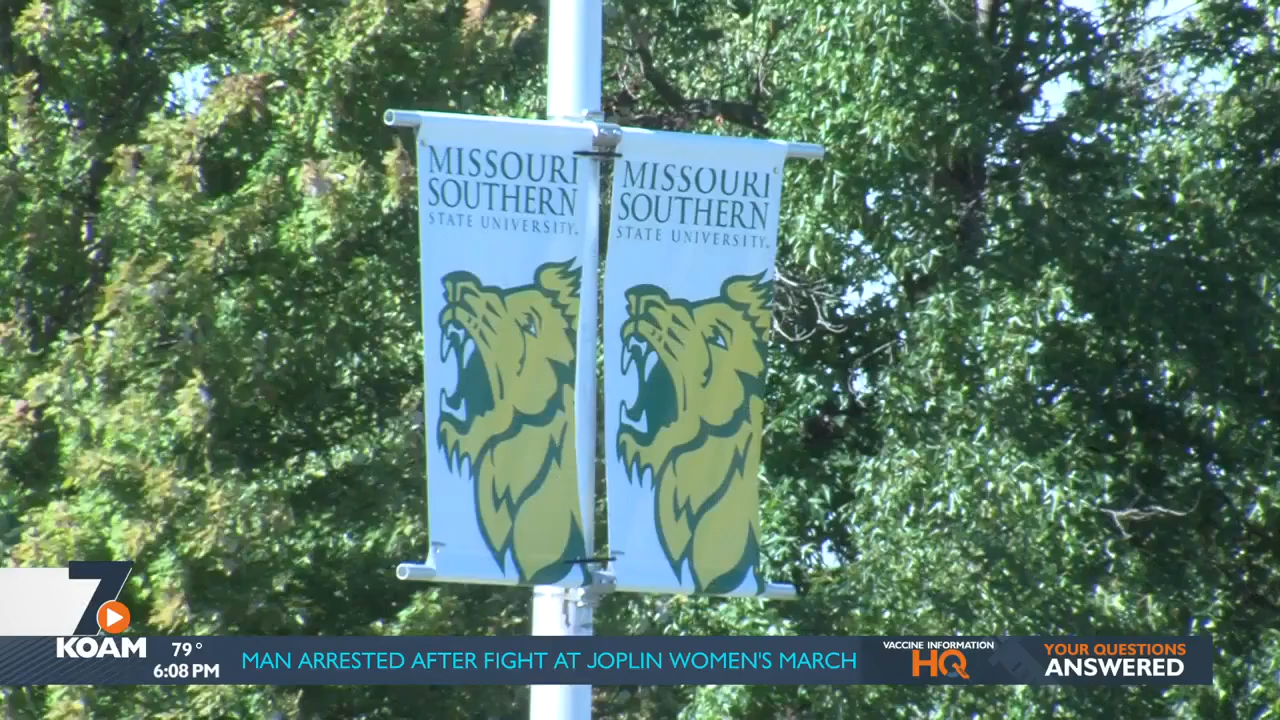 MISSOURI
SOUTHERN
STATE UNIVERSITY.
MISSOURI
SOUTHERN
STATE UNIVERSITY.
7
KOAM
79°
6:08 PM
MAN ARRESTED AFTER FIGHT AT JOPLIN WOMEN'S MARCH
VACCINE INFORMATION
HQ
YOUR QUESTIONS
ANSWERED